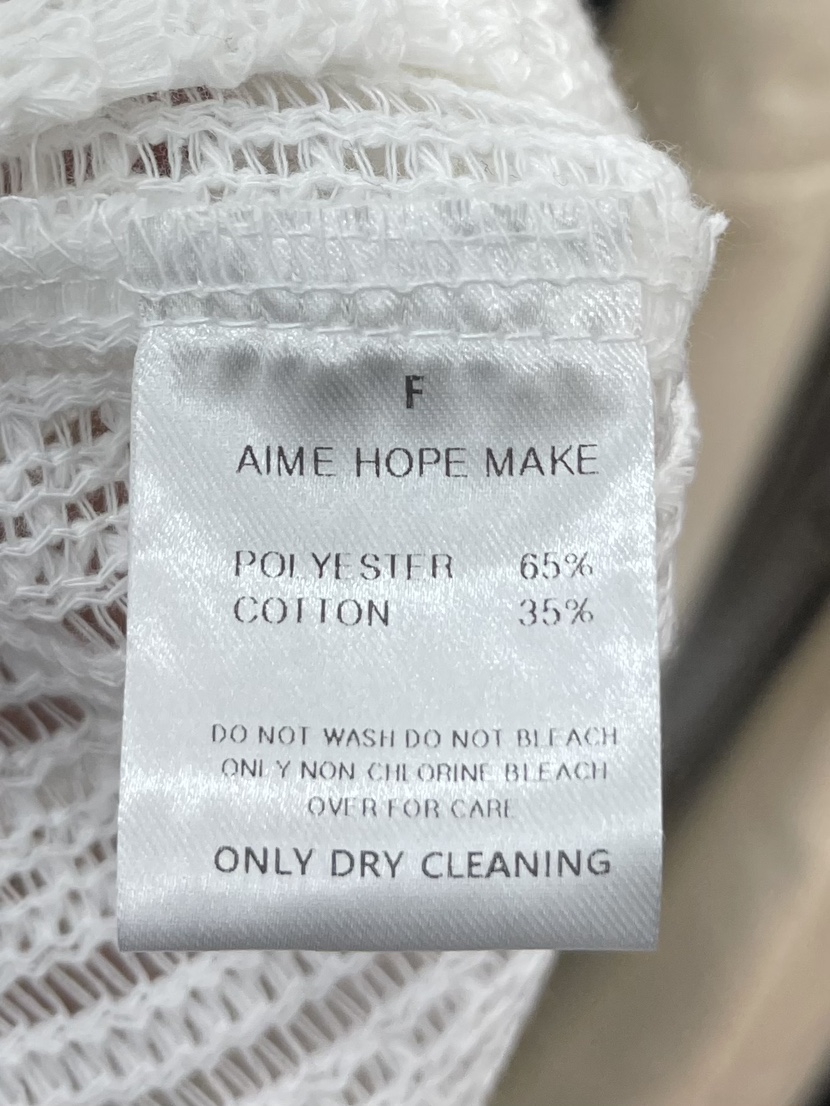 F
AIME HOPE MAKE
POLYESTER 65%
COTTON 35%
DO NOT WASH DO NOT BLEACH
ONLY NON CHLORINE BLEACH
OVER FOR CARE
ONLY DRY CLEANING